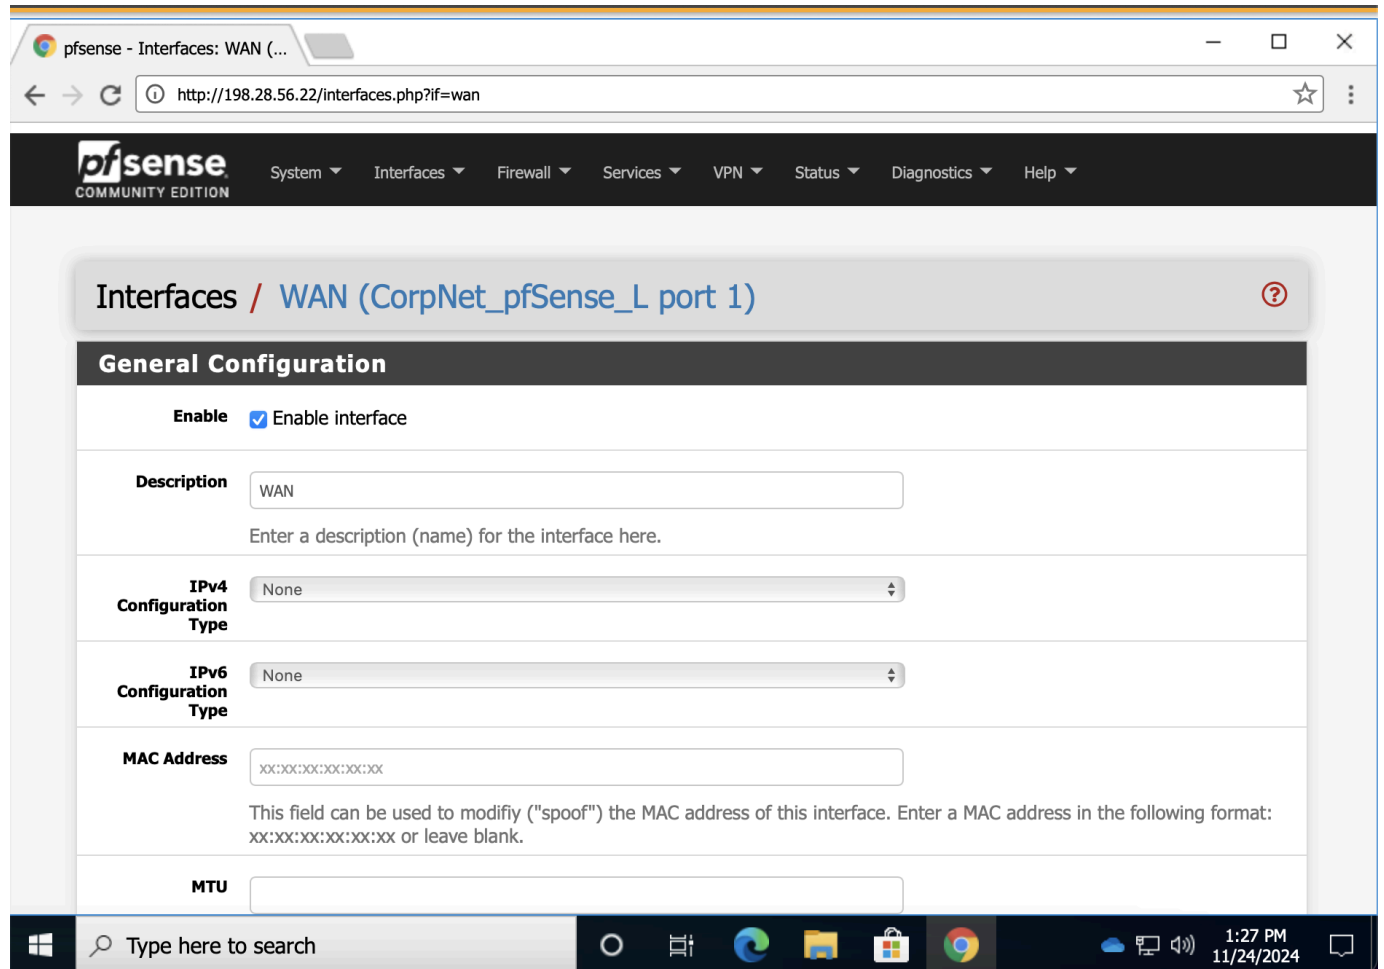 pfsense - Interfaces: WAN (...
http://198.28.56.22/interfaces.php?if=wan
pfsense
COMMUNITY EDITION
System Interfaces Firewall Services VPN Status Diagnostics Help
Interfaces / WAN (CorpNet_pfSense_L port 1)
General Configuration
Enable Enable interface
Description WAN
Enter a description (name) for the interface here.
IPv4 Configuration Type None
IPv6 Configuration Type None
MAC Address xx:xx:xx:xx:xx:xx
This field can be used to modifiy ("spoof") the MAC address of this interface. Enter a MAC address in the following format:
xx:xx:xx:xx:xx:xx or leave blank.
MTU
Type here to search
1:27 PM
11/24/2024